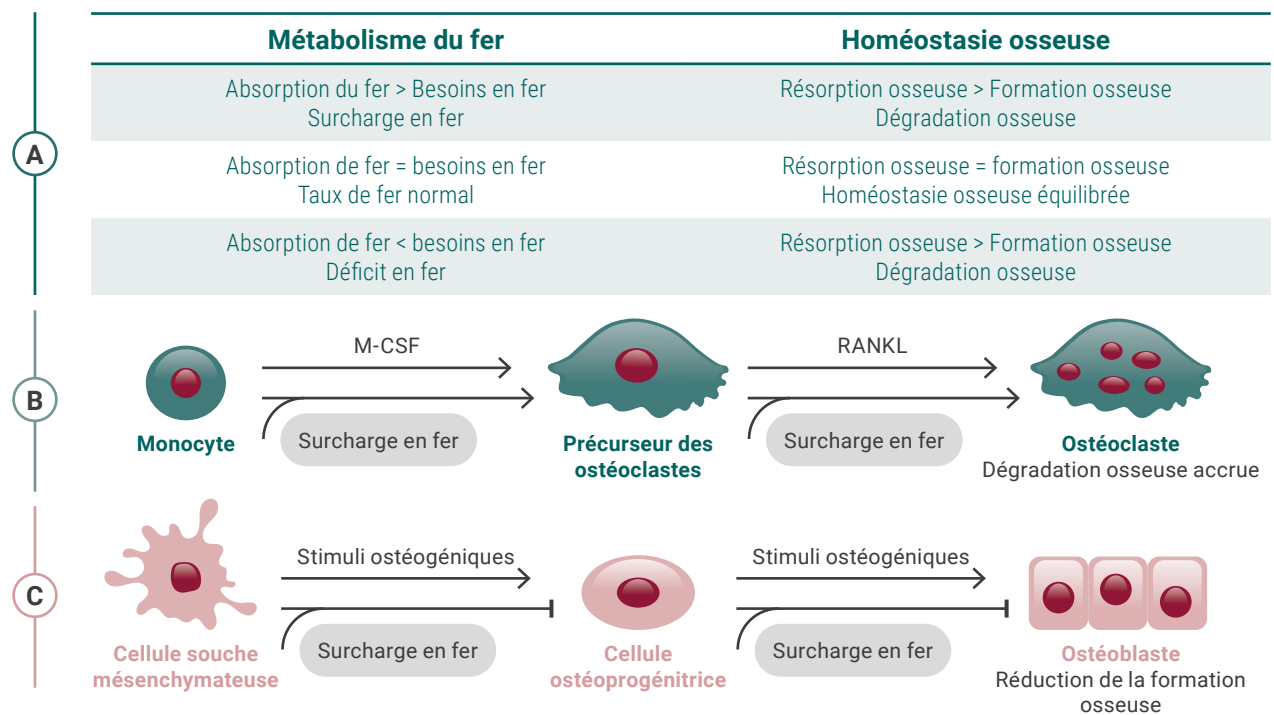 A
Métabolisme du fer
Homéostasie osseuse
Absorption du fer > Besoins en fer
Surcharge en fer
Résorption osseuse > Formation osseuse
Dégradation osseuse
Absorption de fer = besoins en fer
Taux de fer normal
Résorption osseuse = formation osseuse
Homéostasie osseuse équilibrée
Absorption de fer < besoins en fer
Déficit en fer
Résorption osseuse > Formation osseuse
Dégradation osseuse
B
M-CSF
RANKL
Surcharge en fer
Surcharge en fer
Monocyte
Précurseur des
ostéoclastes
Ostéoclaste
Dégradation osseuse accrue
C
Stimuli ostéogéniques
Stimuli ostéogéniques
Surcharge en fer
Surcharge en fer
Cellule souche
mésenchymateuse
Cellule
ostéoprogénitrice
Ostéoblaste
Réduction de la formation
osseuse